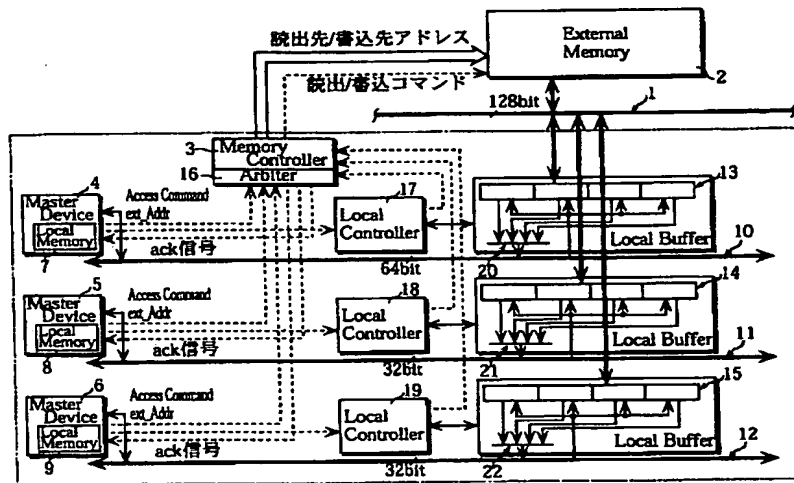 読出先/書込先アドレス
External
Memory
2
読出/書込コマンド
128bit
1
3
Memory
Controller
16
Arbiter
4
Master
Device
Local
Memory
7
Access Command
ext_Addr
ack信号
17
Local
Controller
64bit
13
Local Buffer
20
10
5
Master
Device
Local
Memory
8
Access Command
ext_Addr
ack信号
18
Local
Controller
32bit
14
Local Buffer
21
11
6
Master
Device
Local
Memory
9
Access Command
ext_Addr
ack信号
19
Local
Controller
32bit
15
Local Buffer
22
12